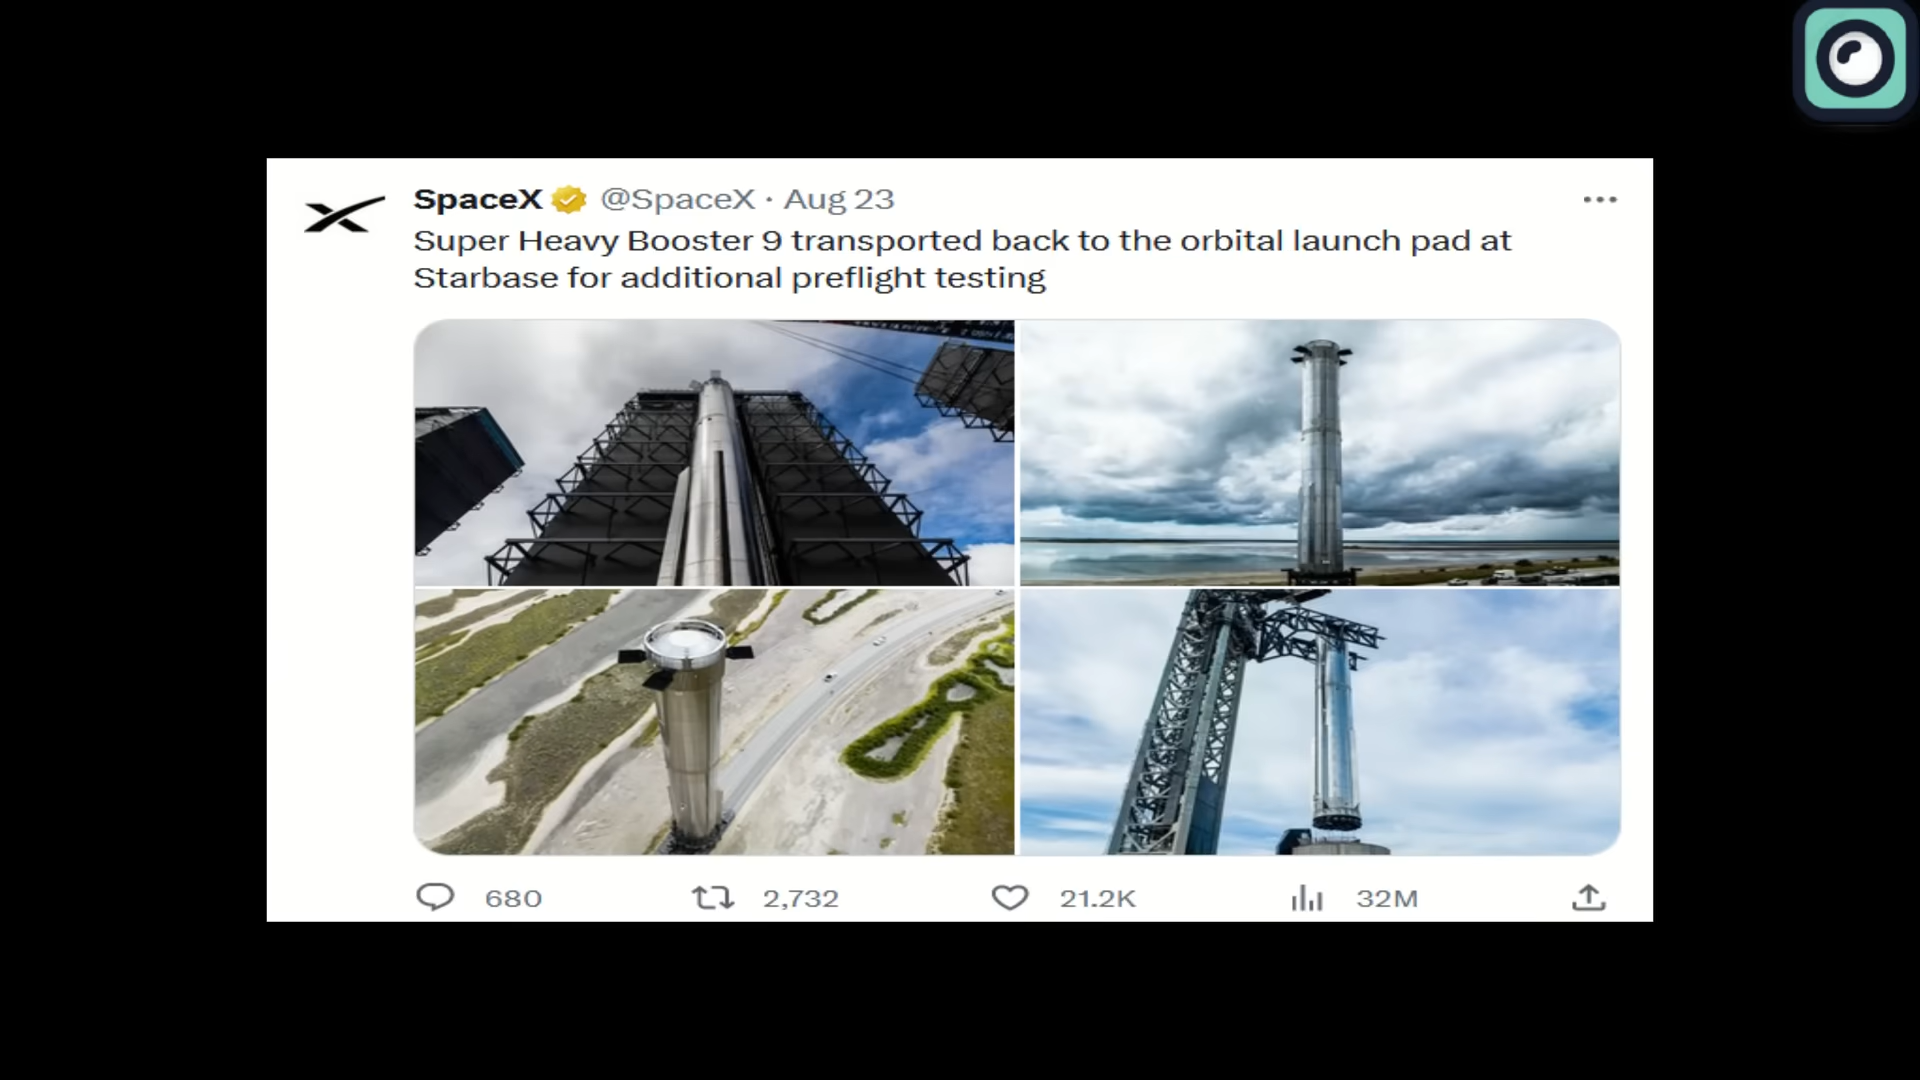 SpaceX @SpaceX · Aug 23
Super Heavy Booster 9 transported back to the orbital launch pad at
Starbase for additional preflight testing
680 2,732 21.2K 32M